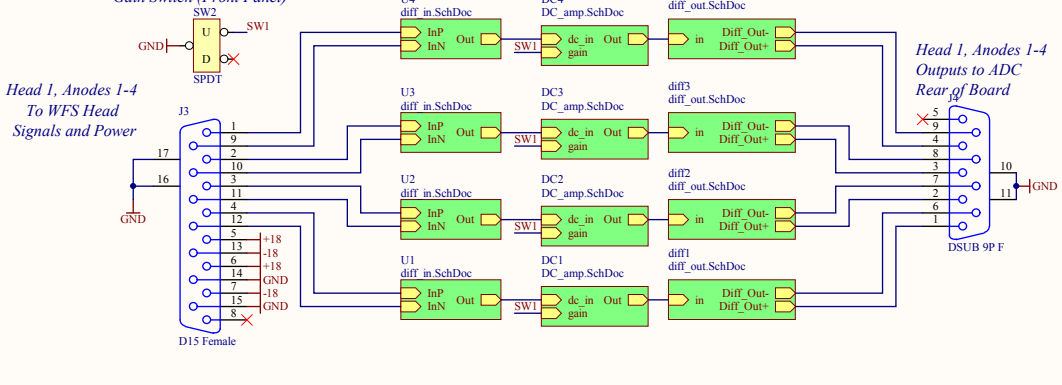 Gain Switch (Front Panel)
SW2
U
SW1
GND
D
SPDT
Head 1, Anodes 1-4
To WFS Head
Signals and Power
J3
1
9
2
10
3
11
4
12
5
13
6
14
7
15
8
17
16
GND
+18
-18
+18
GND
-18
GND
D15 Female
U4
diff_in.SchDoc
InP
InN
Out
DC4
DC_amp.SchDoc
SW1
dc_in
gain
Out
diff_out.SchDoc
in
Diff_Out-
Diff_Out+
U3
diff_in.SchDoc
InP
InN
Out
DC3
DC_amp.SchDoc
SW1
dc_in
gain
Out
diff3
diff_out.SchDoc
in
Diff_Out-
Diff_Out+
U2
diff_in.SchDoc
InP
InN
Out
DC2
DC_amp.SchDoc
SW1
dc_in
gain
Out
diff2
diff_out.SchDoc
in
Diff_Out-
Diff_Out+
U1
diff_in.SchDoc
InP
InN
Out
DC1
DC_amp.SchDoc
SW1
dc_in
gain
Out
diff1
diff_out.SchDoc
in
Diff_Out-
Diff_Out+
Head 1, Anodes 1-4
Outputs to ADC
Rear of Board
J4
5
9
4
8
3
7
2
6
1
10
11
GND
DSUB 9P F